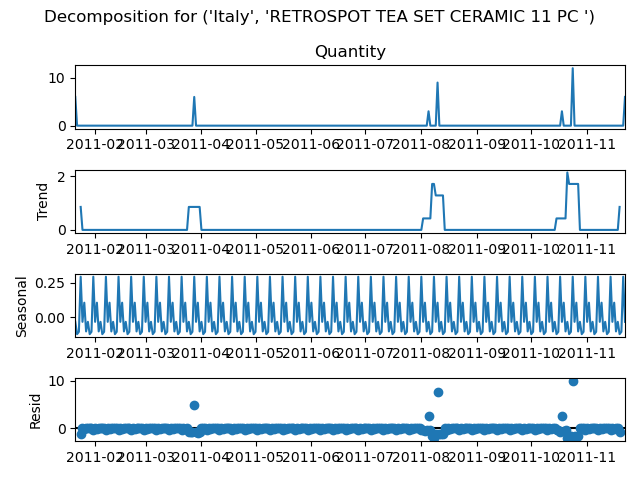 Decomposition for ('Italy', 'RETROSPOT TEA SET CERAMIC 11 PC ')
Quantity
10
0
2011-02 2011-03 2011-04 2011-05 2011-06 2011-07 2011-08 2011-09 2011-10 2011-11
Trend
2
0
2011-02 2011-03 2011-04 2011-05 2011-06 2011-07 2011-08 2011-09 2011-10 2011-11
Seasonal
0.25
0.00
2011-02 2011-03 2011-04 2011-05 2011-06 2011-07 2011-08 2011-09 2011-10 2011-11
Resid
10
0
2011-02 2011-03 2011-04 2011-05 2011-06 2011-07 2011-08 2011-09 2011-10 2011-11